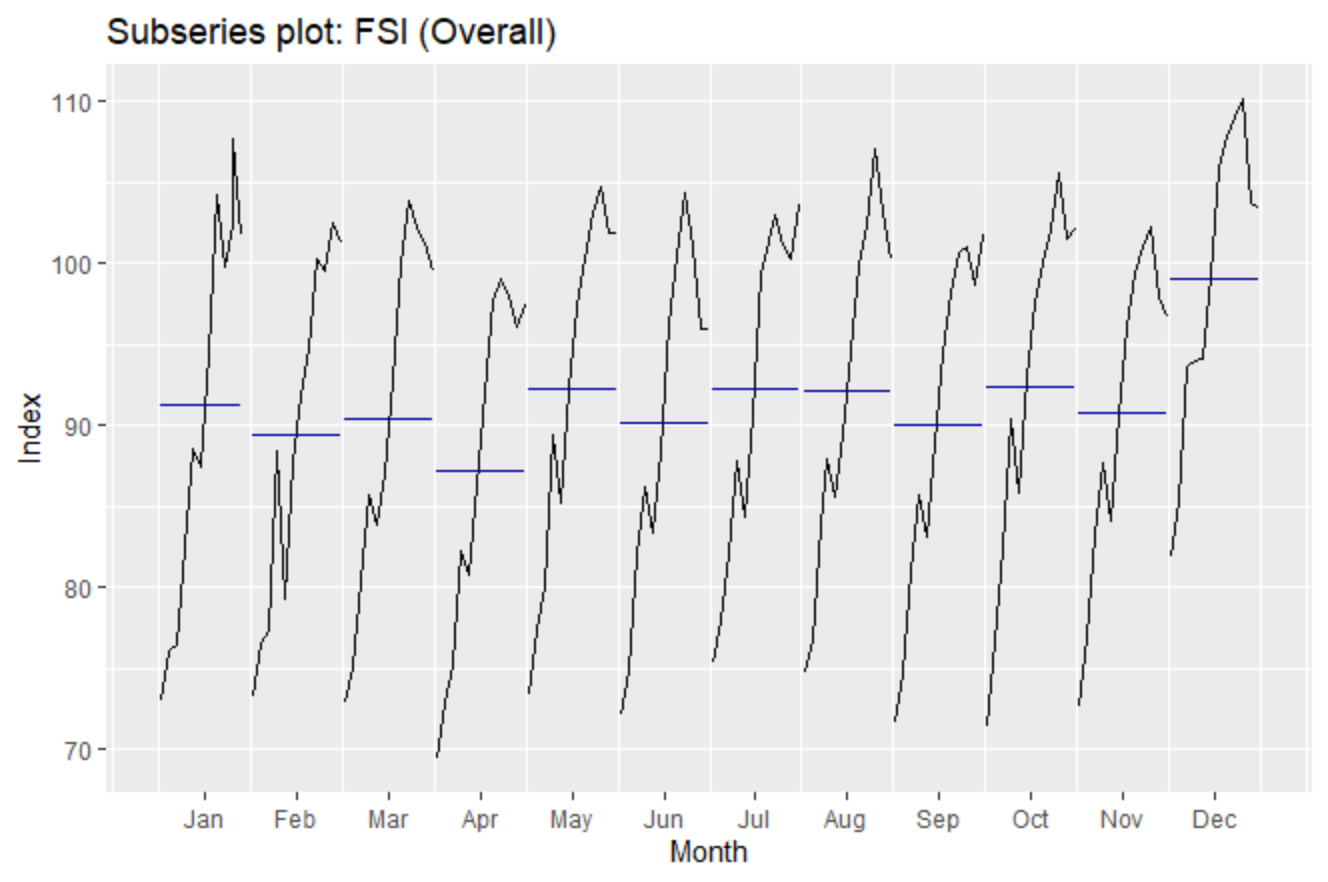 Subseries plot: FSI (Overall)
110
100
90
80
70
Index
Jan Feb Mar Apr May Jun Jul Aug Sep Oct Nov Dec
Month